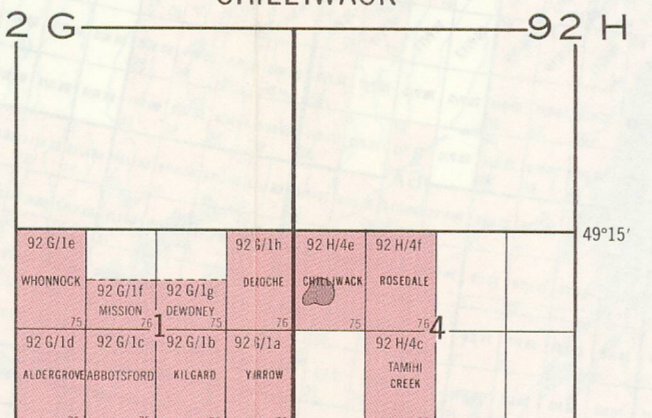 CHILLIWACK
2 G
92 H
49°15'
92 G/1e
92 G/1h
92 H/4e
92 H/4f
WHONNOCK
DEROCHE
CHILLIWACK
ROSEDALE
92 G/1f
92 G/1g
MISSION
DEWDNEY
75
76
1
75
76
75
76
4
92 G/1d
92 G/1c
92 G/1b
92 G/1a
92 H/4c
ALDERGROVE
ABBOTSFORD
KILGARD
YARROW
TAMIHI
CREEK